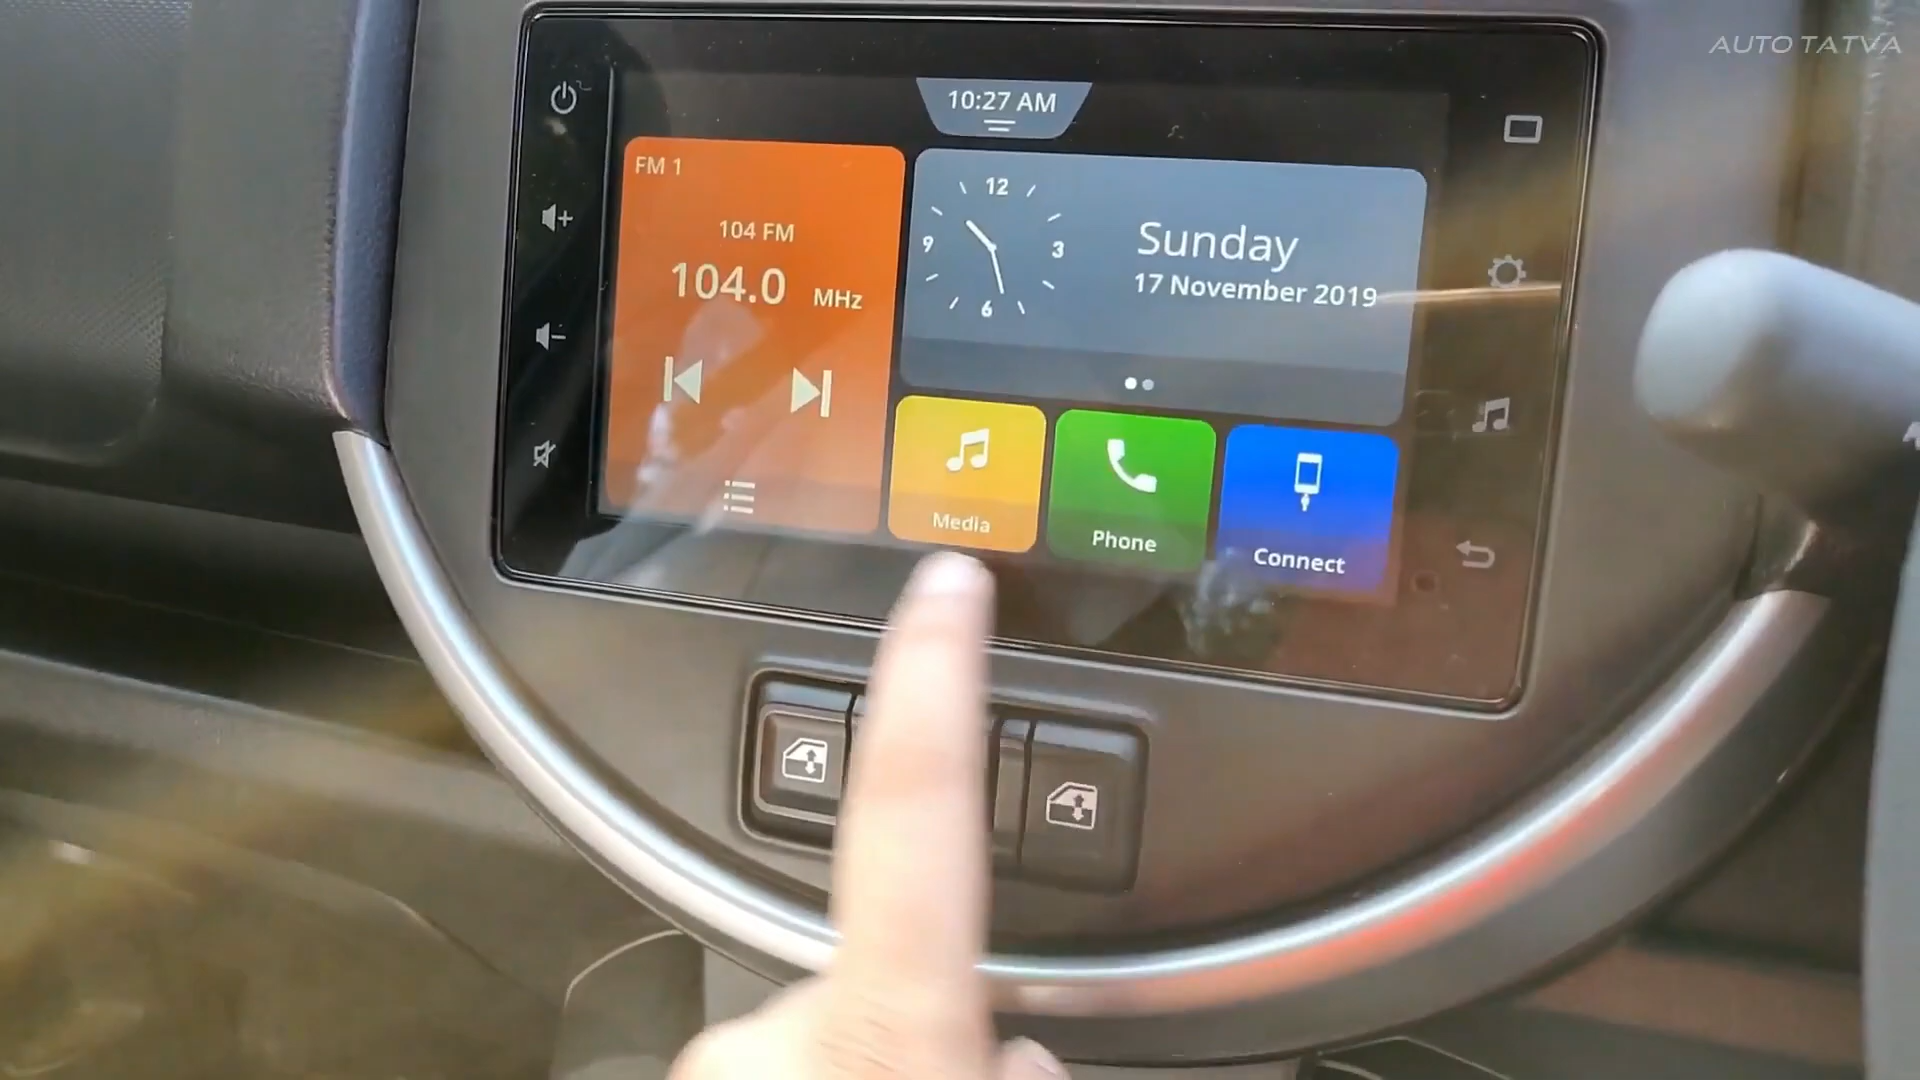 AUTO TATVA
10:27 AM
FM 1
104 FM
104.0 MHz
12
9
3
6
Sunday
17 November 2019
Media
Phone
Connect